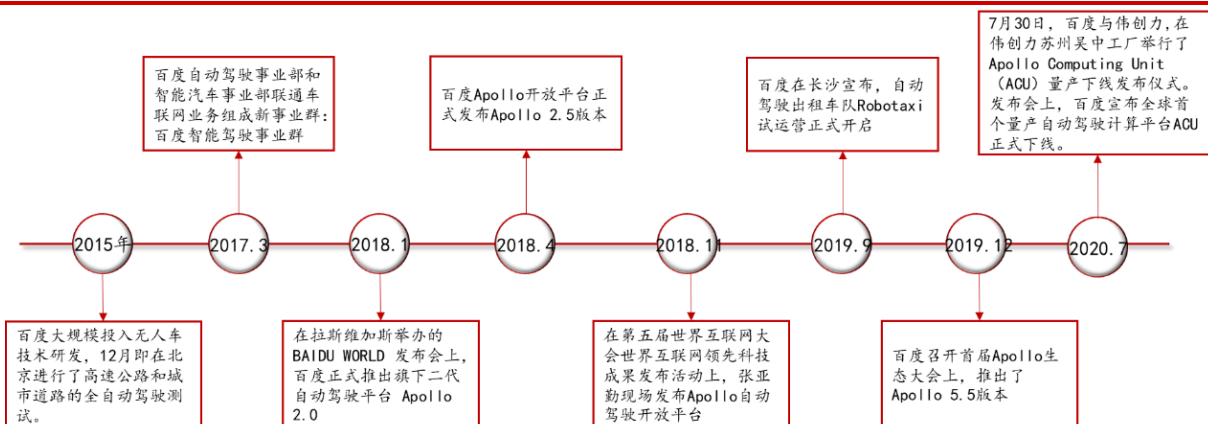 百度自动驾驶事业部和
智能汽车事业部联通车
联网业务组成新事业群:
百度智能驾驶事业群
百度Apollo开放平台正
式发布Apollo 2.5版本
百度在长沙宣布，自动
驾驶出租车队Robotaxi
试运营正式开启
7月30日，百度与伟创力,在
伟创力苏州吴中工厂举行了
Apollo Computing Unit
（ACU）量产下线发布仪式。
发布会上，百度宣布全球首
个量产自动驾驶计算平台ACU
正式下线。
2015年
2017.3
2018.1
2018.4
2018.11
2019.9
2019.12
2020.7
百度大规模投入无人车
技术研发，12月即在北
京进行了高速公路和城
市道路的全自动驾驶测
试。
在拉斯维加斯举办的
BAIDU WORLD 发布会上，
百度正式推出旗下二代
自动驾驶平台 Apollo
2.0
在第五届世界互联网大
会世界互联网领先科技
成果发布活动上，张亚
勤现场发布Apollo自动
驾驶开放平台
百度召开首届Apollo生
态大会上，推出了
Apollo 5.5版本